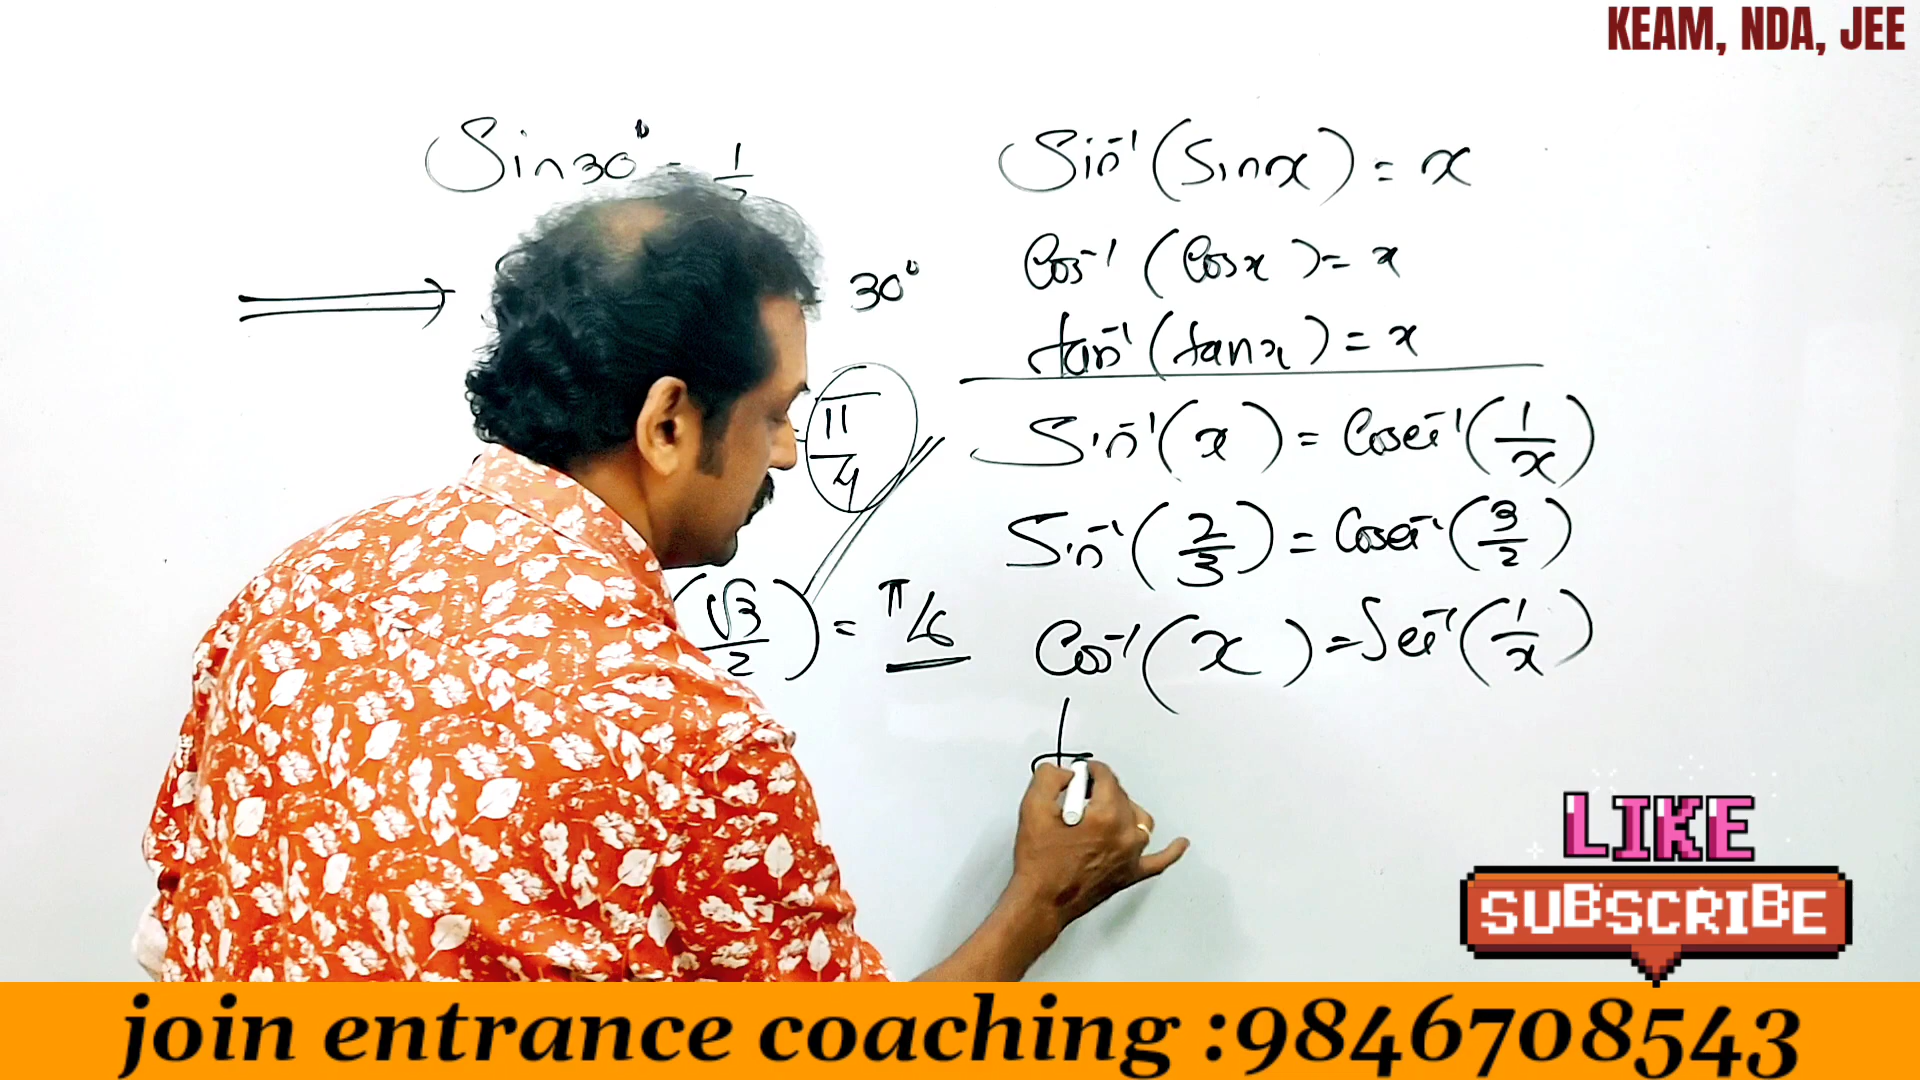 KEAM, NDA, JEE
Sin30° = 1/2
30°
π/4
(√3/2) = π/6
Sin⁻¹(Sinx) = x
Cos⁻¹(Cosx) = x
tan⁻¹(tanx) = x
Sin⁻¹(x) = Cosec⁻¹(1/x)
Sin⁻¹(2/3) = Cosec⁻¹(3/2)
Cos⁻¹(x) = Sec⁻¹(1/x)
LIKE
SUBSCRIBE
join entrance coaching :9846708543